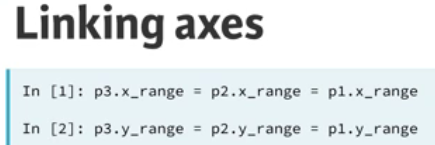 Linking axes
In [1]: p3.x_range = p2.x_range = p1.x_range
In [2]: p3.y_range = p2.y_range = p1.y_range